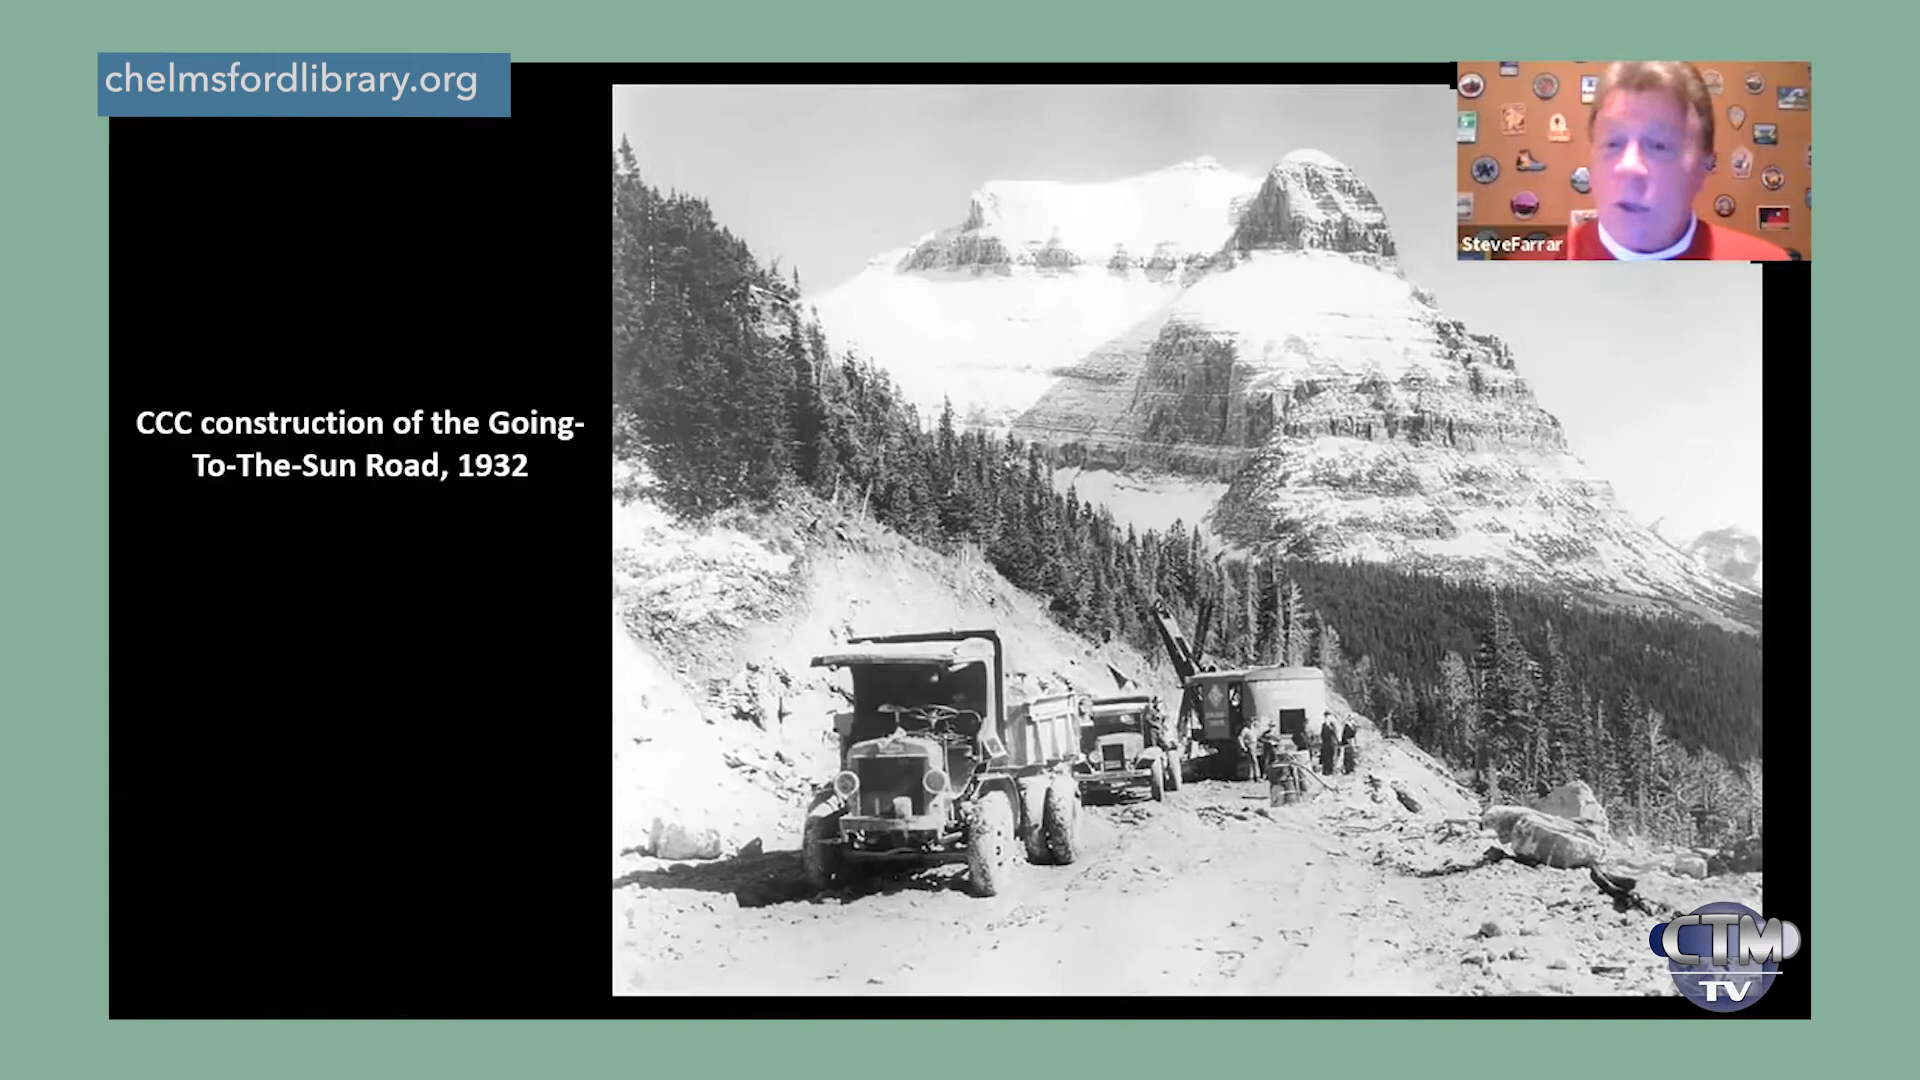 chelmsfordlibrary.org
SteveFarrar
CCC construction of the Going-
To-The-Sun Road, 1932
CTM
TV